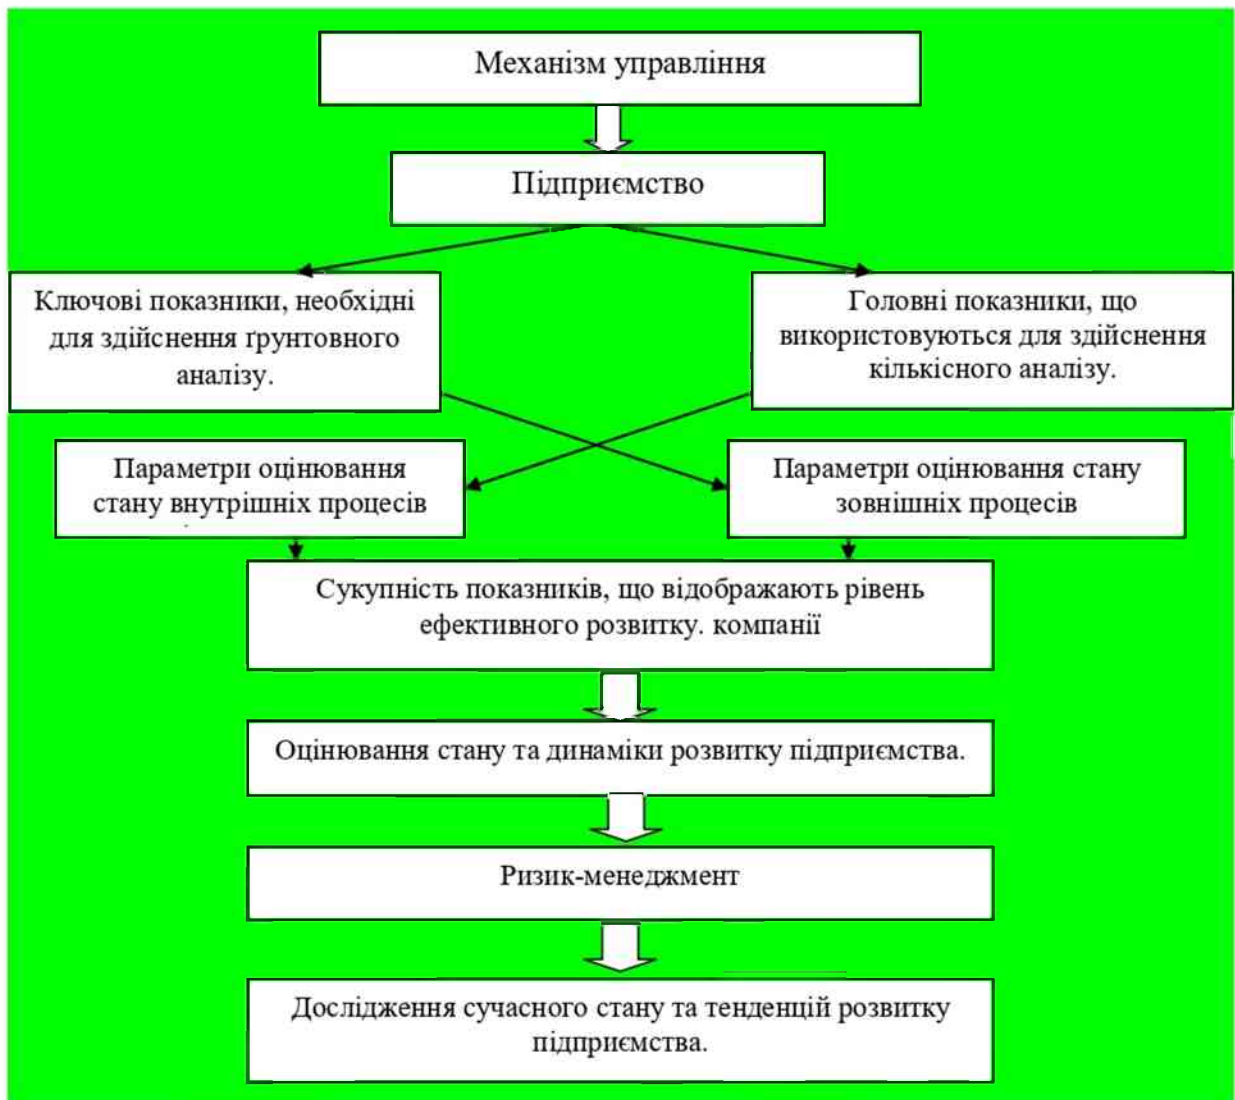 Механізм управління
Підприємство
Ключові показники, необхідні
для здійснення ґрунтовного
аналізу.
Головні показники, що
використовуються для здійснення
кількісного аналізу.
Параметри оцінювання
стану внутрішніх процесів
Параметри оцінювання стану
зовнішніх процесів
Сукупність показників, що відображають рівень
ефективного розвитку. компанії
Оцінювання стану та динаміки розвитку підприємства.
Ризик-менеджмент
Дослідження сучасного стану та тенденцій розвитку
підприємства.